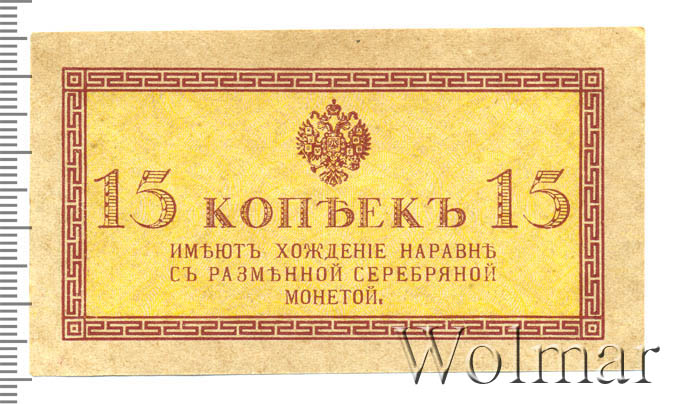 15 КОПѢЕКЪ 15
ИМѢЮТЪ ХОЖДЕНІЕ НАРАВНѢ
СЪ РАЗМѢННОЙ СЕРЕБРЯНОЙ
МОНЕТОЙ.
Wolmar